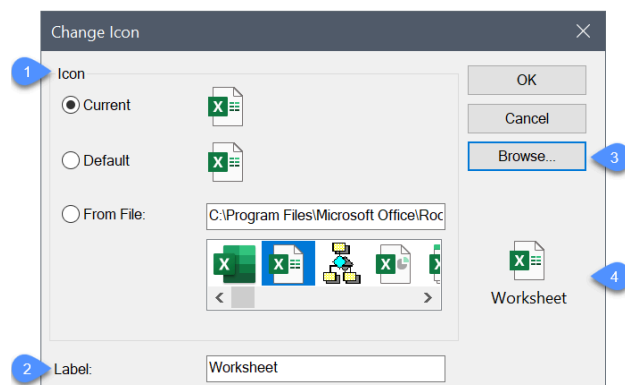 Change Icon
1
Icon
OK
Current
Cancel
Default
Browse...
3
From File:
C:\Program Files\Microsoft Office\Roo
4
Worksheet
2
Label:
Worksheet